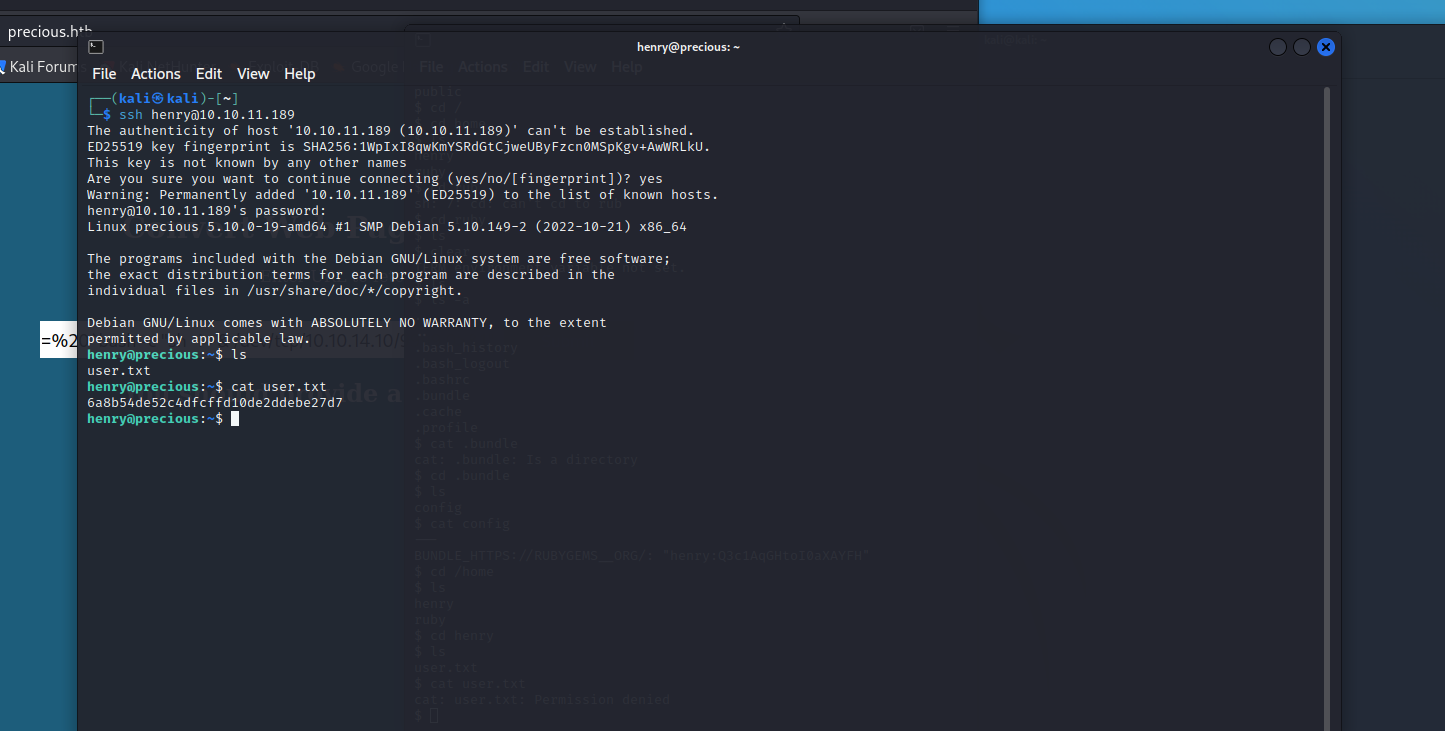 precious.htb
henry@precious: ~
Kali Forums
File Actions Edit View Help
┌──(kali㉿kali)-[~]
└─$ ssh henry@10.10.11.189
The authenticity of host '10.10.11.189 (10.10.11.189)' can't be established.
ED25519 key fingerprint is SHA256:1WpIxI8qwKmYSRdGtCjweUByFzcn0MSpKgv+AwWRLkU.
This key is not known by any other names
Are you sure you want to continue connecting (yes/no/[fingerprint])? yes
Warning: Permanently added '10.10.11.189' (ED25519) to the list of known hosts.
henry@10.10.11.189's password:
Linux precious 5.10.0-19-amd64 #1 SMP Debian 5.10.149-2 (2022-10-21) x86_64
The programs included with the Debian GNU/Linux system are free software;
the exact distribution terms for each program are described in the
individual files in /usr/share/doc/*/copyright.
Debian GNU/Linux comes with ABSOLUTELY NO WARRANTY, to the extent
permitted by applicable law.
henry@precious:~$ ls
user.txt
henry@precious:~$ cat user.txt
6a8b54de52c4dfcffd10de2ddebe27d7
henry@precious:~$
=%2
File Actions Edit View Help
public
$ cd /
.bash_history
.bash_logout
.bashrc
.bundle
.cache
.profile
$ cat .bundle
cat: .bundle: Is a directory
$ cd .bundle
$ ls
config
$ cat config
---
BUNDLE_HTTPS://RUBYGEMS__ORG/:
$ cd /home
$ ls
henry
ruby
$ cd henry
$ ls
user.txt
$ cat user.txt
cat: user.txt: Permission denied
$